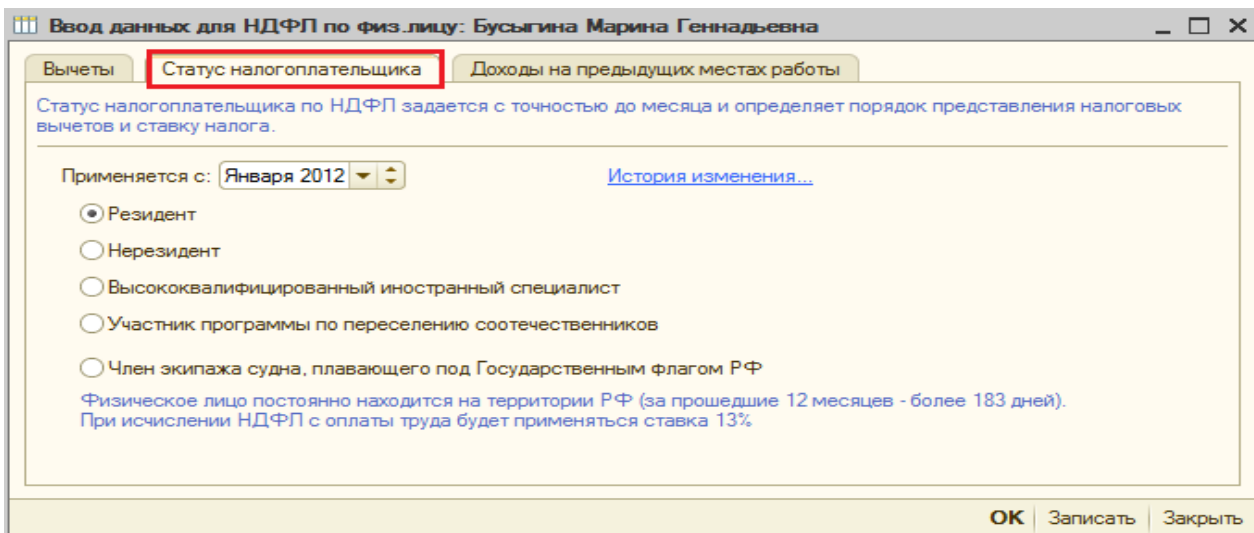 Ввод данных для НДФЛ по физ.лицу: Бусыгина Марина Геннадьевна
Вычеты Статус налогоплательщика Доходы на предыдущих местах работы
Статус налогоплательщика по НДФЛ задается с точностью до месяца и определяет порядок представления налоговых
вычетов и ставку налога.
Применяется с: Января 2012 История изменения...
Резидент
Нерезидент
Высококвалифицированный иностранный специалист
Участник программы по переселению соотечественников
Член экипажа судна, плавающего под Государственным флагом РФ
Физическое лицо постоянно находится на территории РФ (за прошедшие 12 месяцев - более 183 дней).
При исчислении НДФЛ с оплаты труда будет применяться ставка 13%
OK Записать Закрыть